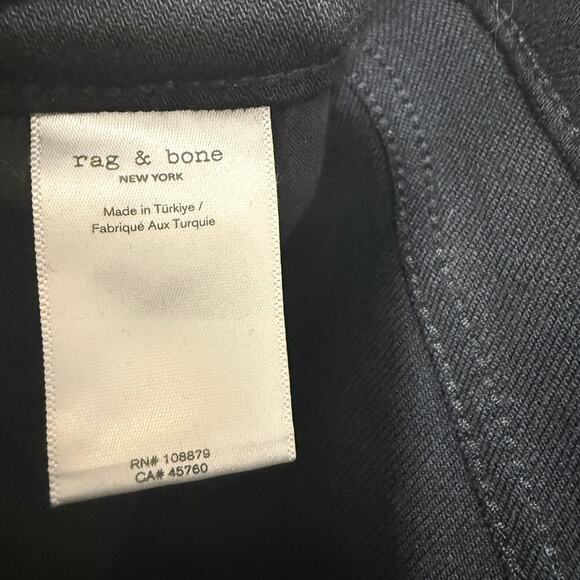 rag & bone
NEW YORK
Made in Türkiye /
Fabriqué Aux Turquie
RN# 108879
CA# 45760